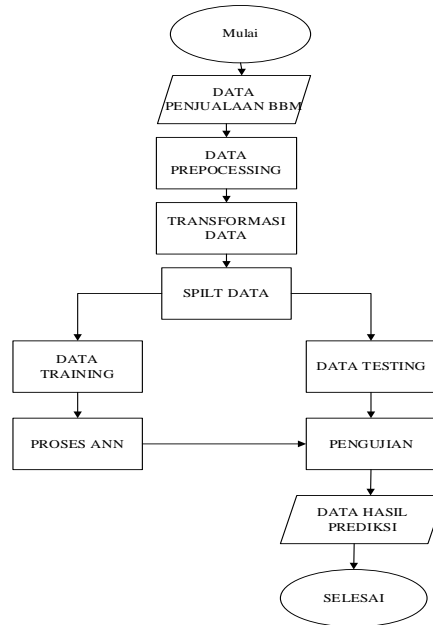 Mulai
DATA
PENJUALAAN BBM
DATA
PREPOCESSING
TRANSFORMASI
DATA
SPILT DATA
DATA
TRAINING
DATA TESTING
PROSES ANN
PENGUJIAN
DATA HASIL
PREDIKSI
SELESAI